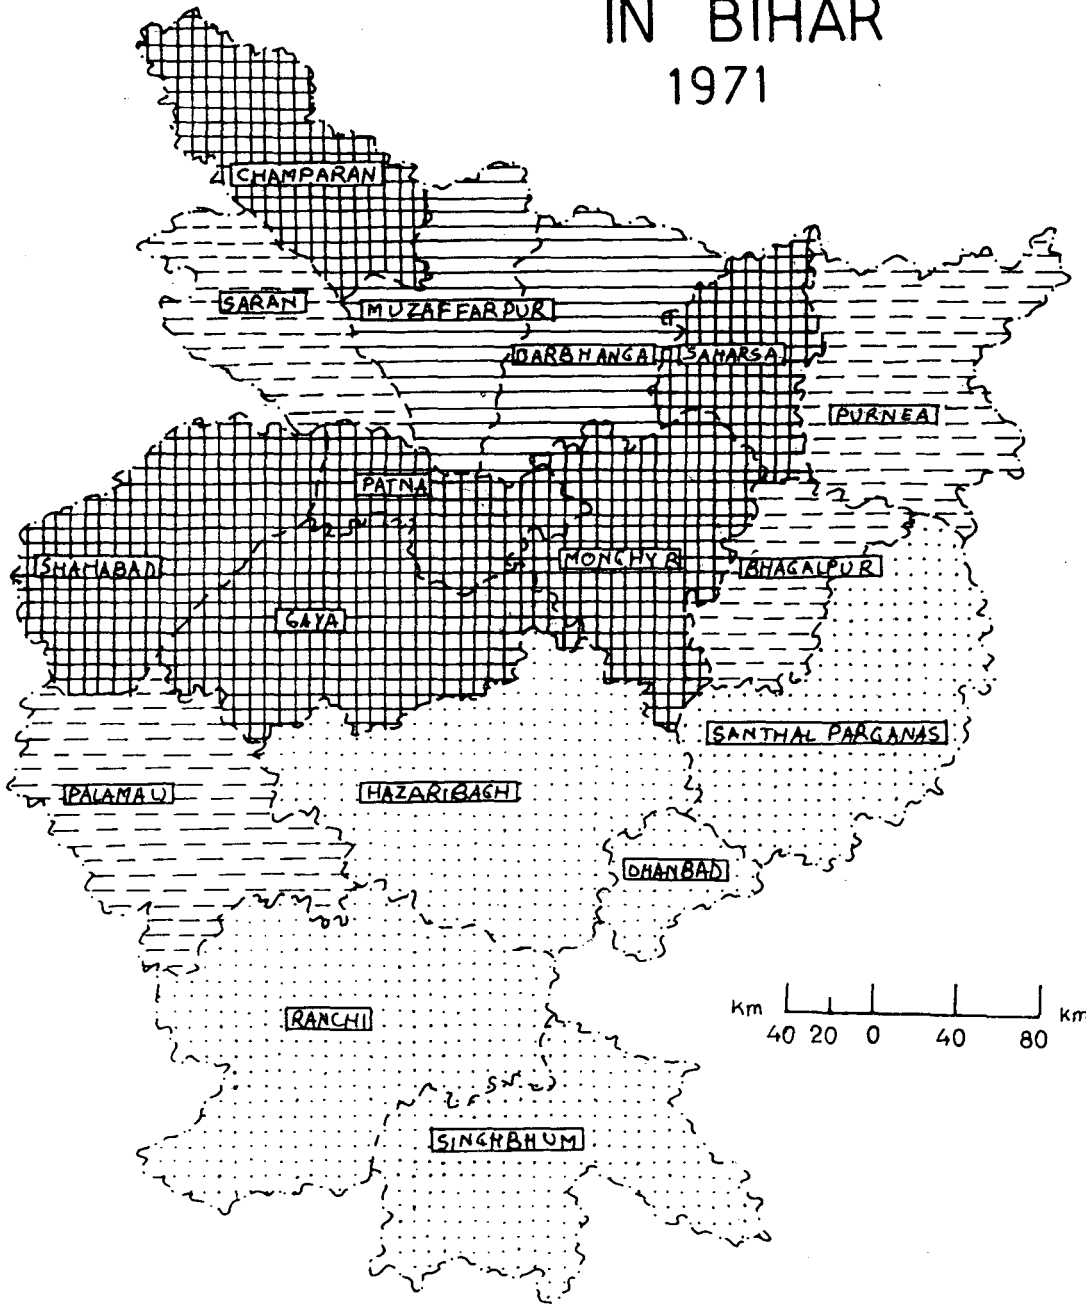 IN BIHAR
1971
CHAMPARAN
SARAN
MUZAFFARPUR
DARBHANGA
SAHARSA
PURNEA
PATNA
SHAHABAD
MONGHYR
BHAGALPUR
GAYA
SANTHAL PARGANAS
PALAMAU
HAZARIBAGH
DHANBAD
RANCHI
SINGHBHUM
Km 40 20 0 40 80 km